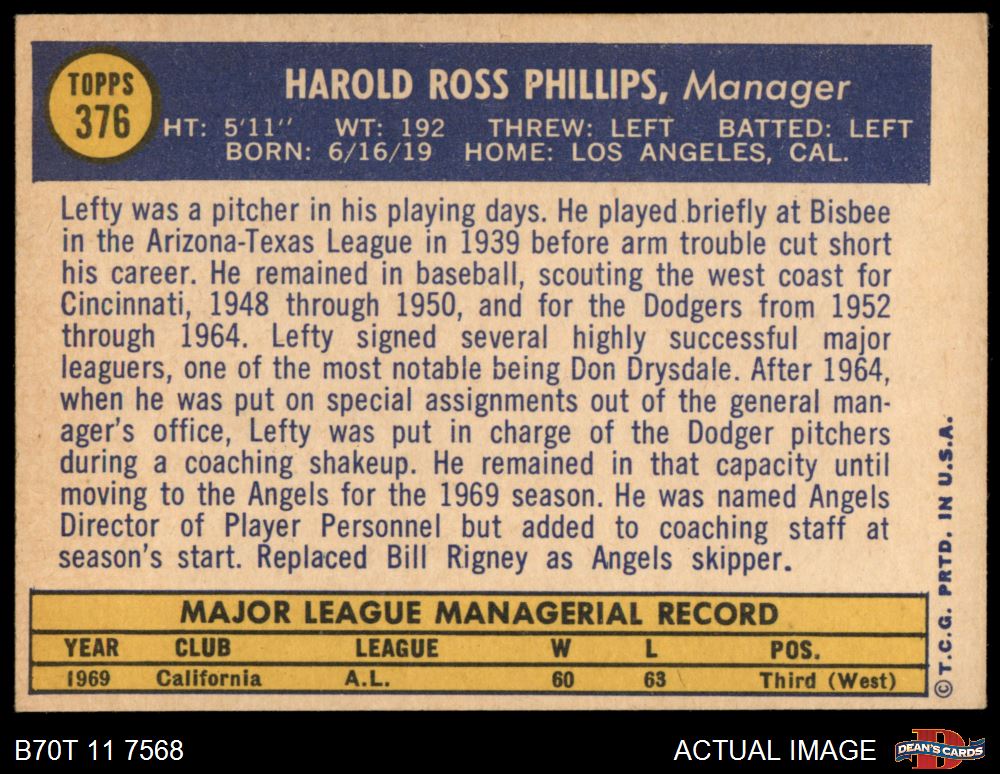 TOPPS
376
HAROLD ROSS PHILLIPS, Manager
HT: 5'11" WT: 192 THREW: LEFT BATTED: LEFT
BORN: 6/16/19 HOME: LOS ANGELES, CAL.
Lefty was a pitcher in his playing days. He played briefly at Bisbee
in the Arizona-Texas League in 1939 before arm trouble cut short
his career. He remained in baseball, scouting the west coast for
Cincinnati, 1948 through 1950, and for the Dodgers from 1952
through 1964. Lefty signed several highly successful major
leaguers, one of the most notable being Don Drysdale. After 1964,
when he was put on special assignments out of the general man-
ager's office, Lefty was put in charge of the Dodger pitchers
during a coaching shakeup. He remained in that capacity until
moving to the Angels for the 1969 season. He was named Angels
Director of Player Personnel but added to coaching staff at
season's start. Replaced Bill Rigney as Angels skipper.
MAJOR LEAGUE MANAGERIAL RECORD
YEAR CLUB LEAGUE W L POS.
1969 California A.L. 60 63 Third (West)
© T.C.G. PRTD. IN U.S.A.
B70T 11 7568
ACTUAL IMAGE
DEAN'S CARDS